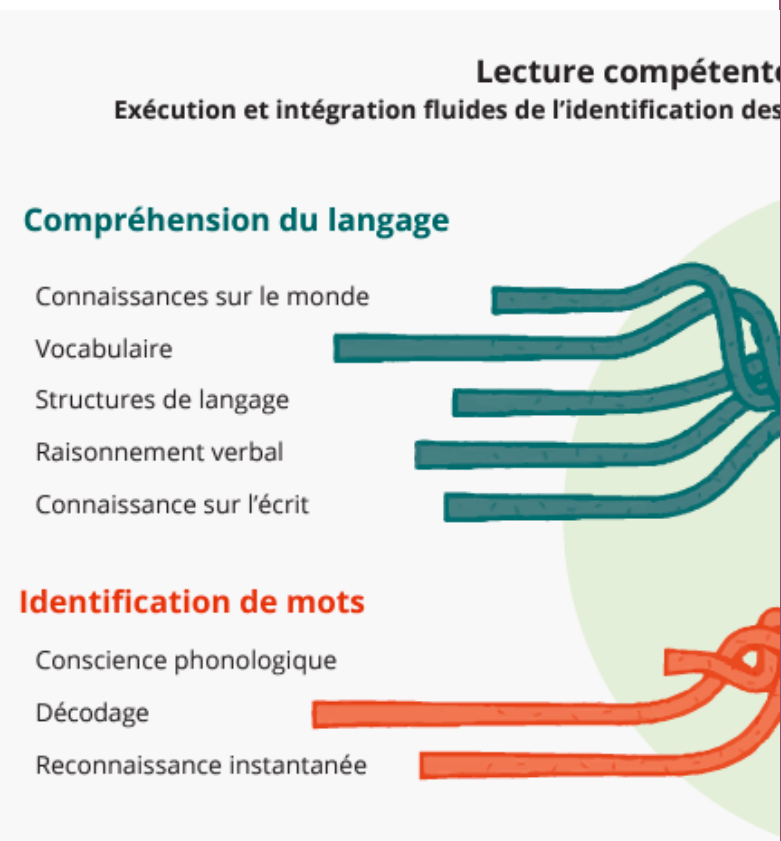 Lecture compétente
Exécution et intégration fluides de l'identification des
Compréhension du langage
Connaissances sur le monde
Vocabulaire
Structures de langage
Raisonnement verbal
Connaissance sur l'écrit
Identification de mots
Conscience phonologique
Décodage
Reconnaissance instantanée